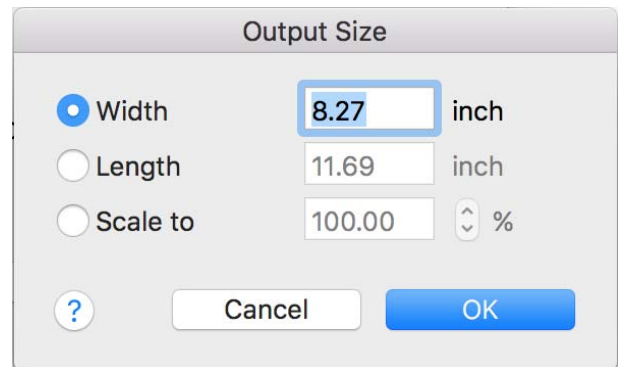 Output Size
Width 8.27 inch
Length 11.69 inch
Scale to 100.00 %
? Cancel OK